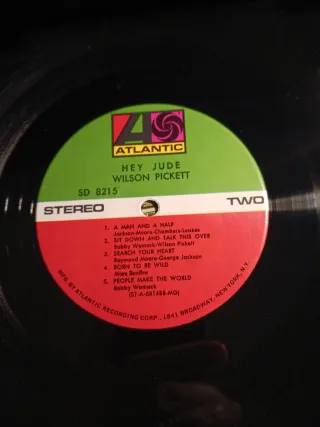 ATLANTIC
HEY JUDE
WILSON PICKETT
SD 8215
STEREO TWO
1. A MAN AND A HALF
Jackson-Moore-Chambers-Leakes
2. SIT DOWN AND TALK THIS OVER
Bobby Womack/Wilson Pickett
3. SEARCH YOUR HEART
Raymond Moore-George Jackson
4. BORN TO BE WILD
Mars Bonfire
5. PEOPLE MAKE THE WORLD
Bobby Womack
(ST-A-681488-MG)
MFG. BY ATLANTIC RECORDING CORP., 1841 BROADWAY, NEW YORK, N.Y.